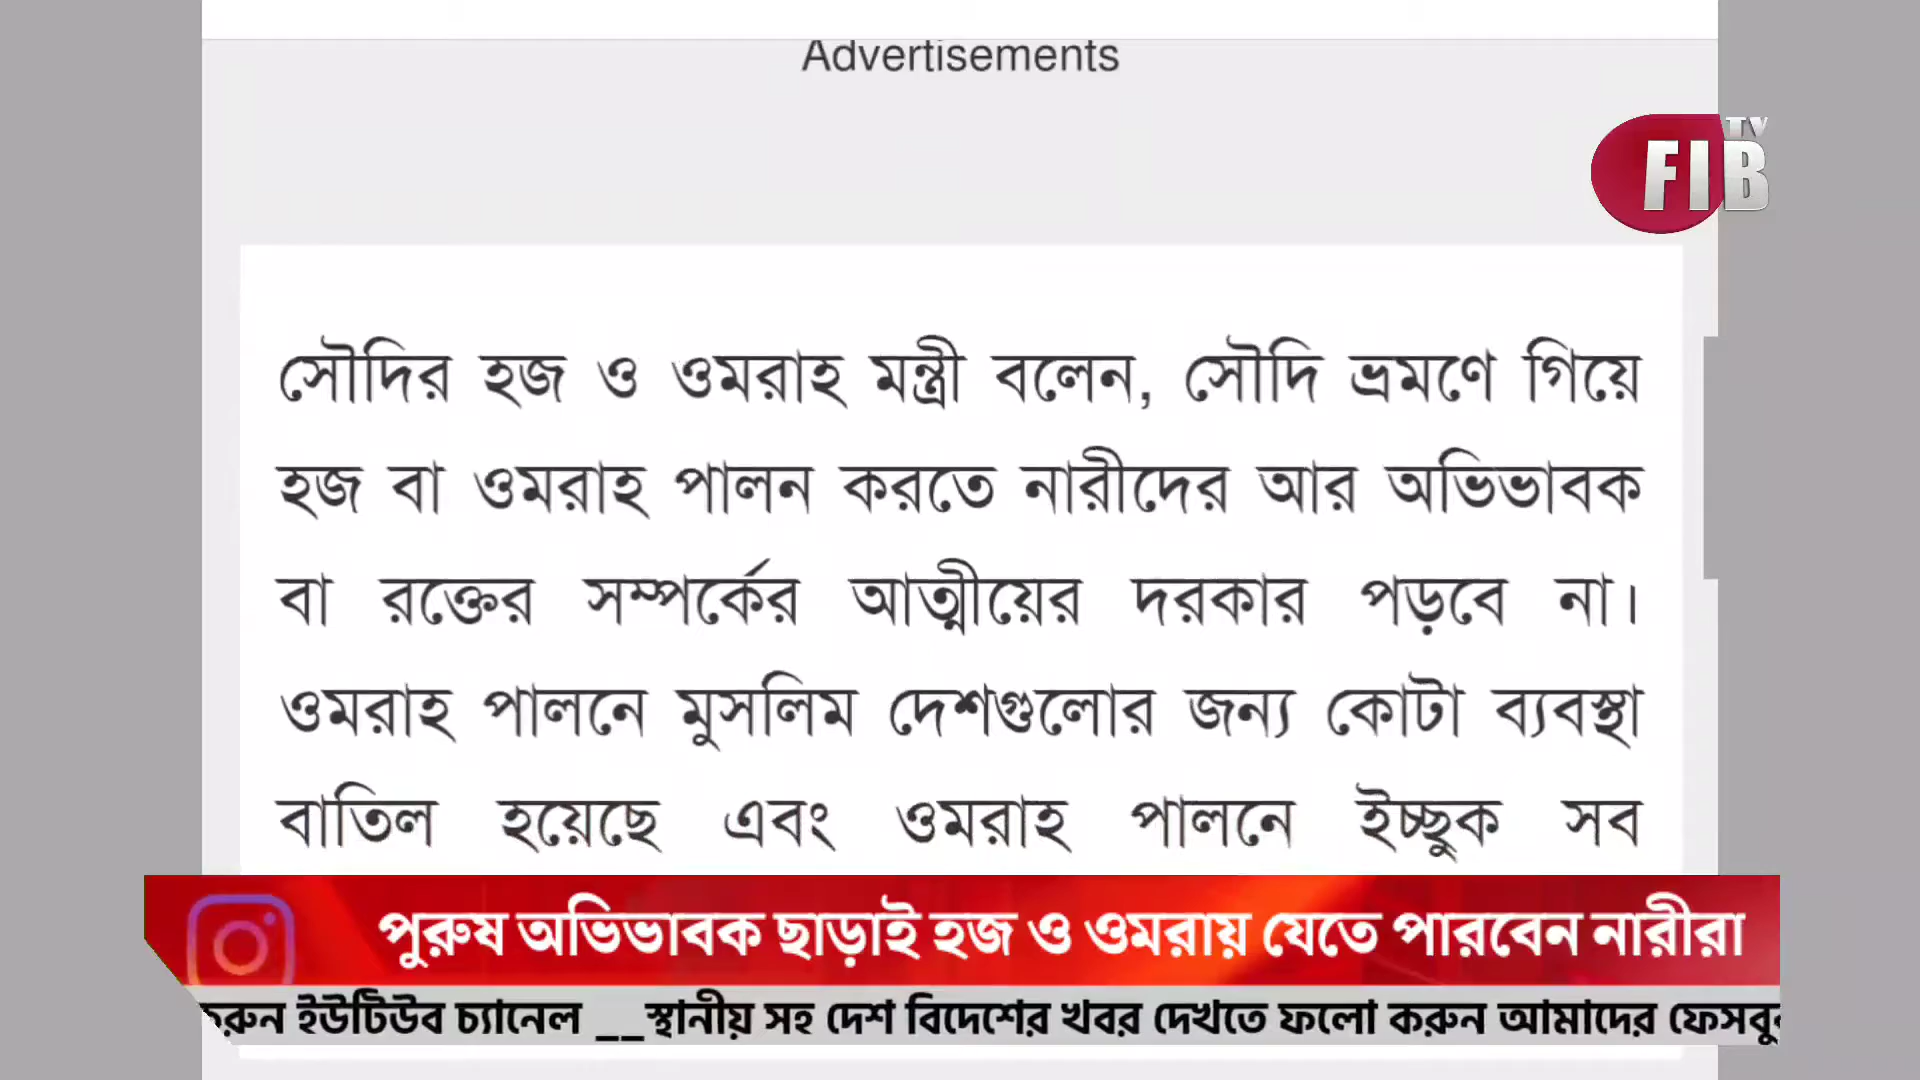 Advertisements
TV
FIB
সৌদির হজ ও ওমরাহ মন্ত্রী বলেন, সৌদি ভ্রমণে গিয়ে
হজ বা ওমরাহ পালন করতে নারীদের আর অভিভাবক
বা রক্তের সম্পর্কের আত্মীয়ের দরকার পড়বে না।
ওমরাহ পালনে মুসলিম দেশগুলোর জন্য কোটা ব্যবস্থা
বাতিল হয়েছে এবং ওমরাহ পালনে ইচ্ছুক সব
পুরুষ অভিভাবক ছাড়াই হজ ও ওমরায় যেতে পারবেন নারীরা
ইউটিউব চ্যানেল __স্থানীয় সহ দেশ বিদেশের খবর দেখতে ফলো করুন আমাদের